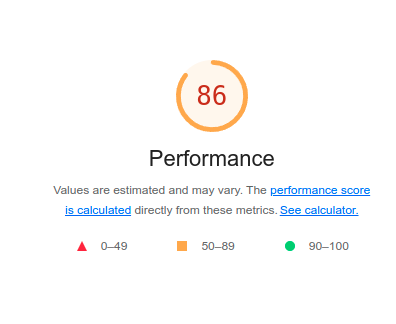 86
Performance
Values are estimated and may vary. The performance score
is calculated directly from these metrics. See calculator.
0–49 50–89 90–100